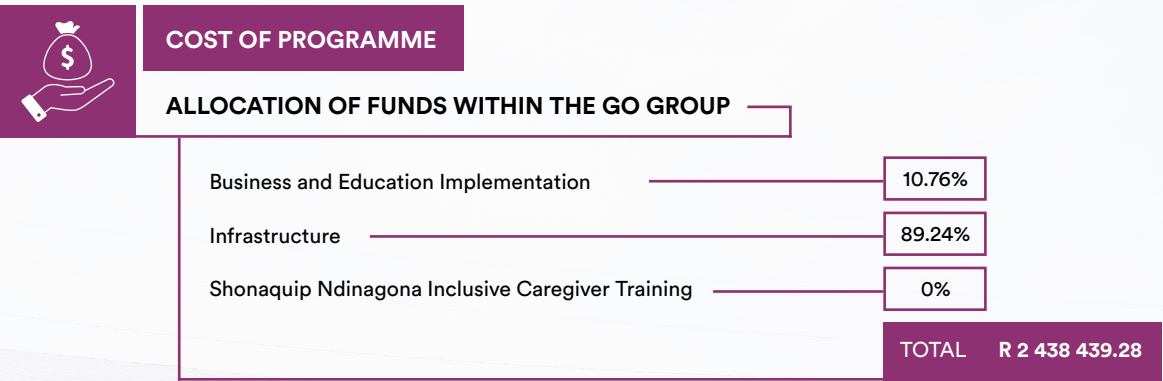 $
COST OF PROGRAMME
ALLOCATION OF FUNDS WITHIN THE GO GROUP
Business and Education Implementation 10.76%
Infrastructure 89.24%
Shonaquip Ndinagona Inclusive Caregiver Training 0%
TOTAL R 2 438 439.28